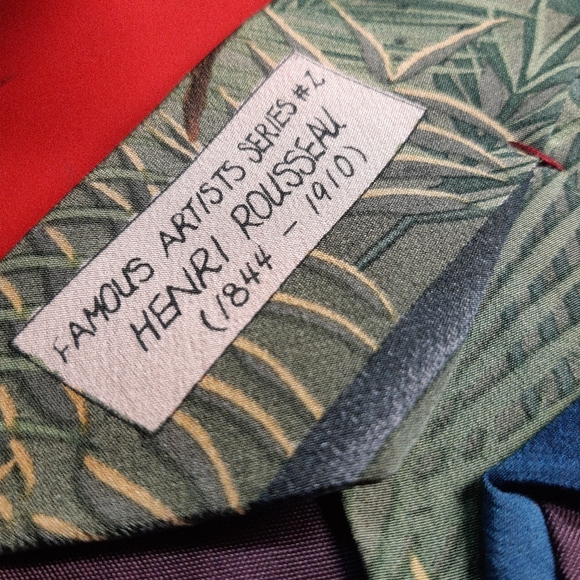 FAMOUS ARTISTS SERIES #2
HENRI ROUSSEAU
(1844 - 1910)